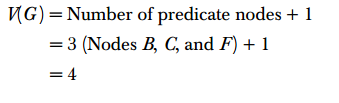 V(G) = Number of predicate nodes + 1
= 3 (Nodes B, C, and F) + 1
= 4